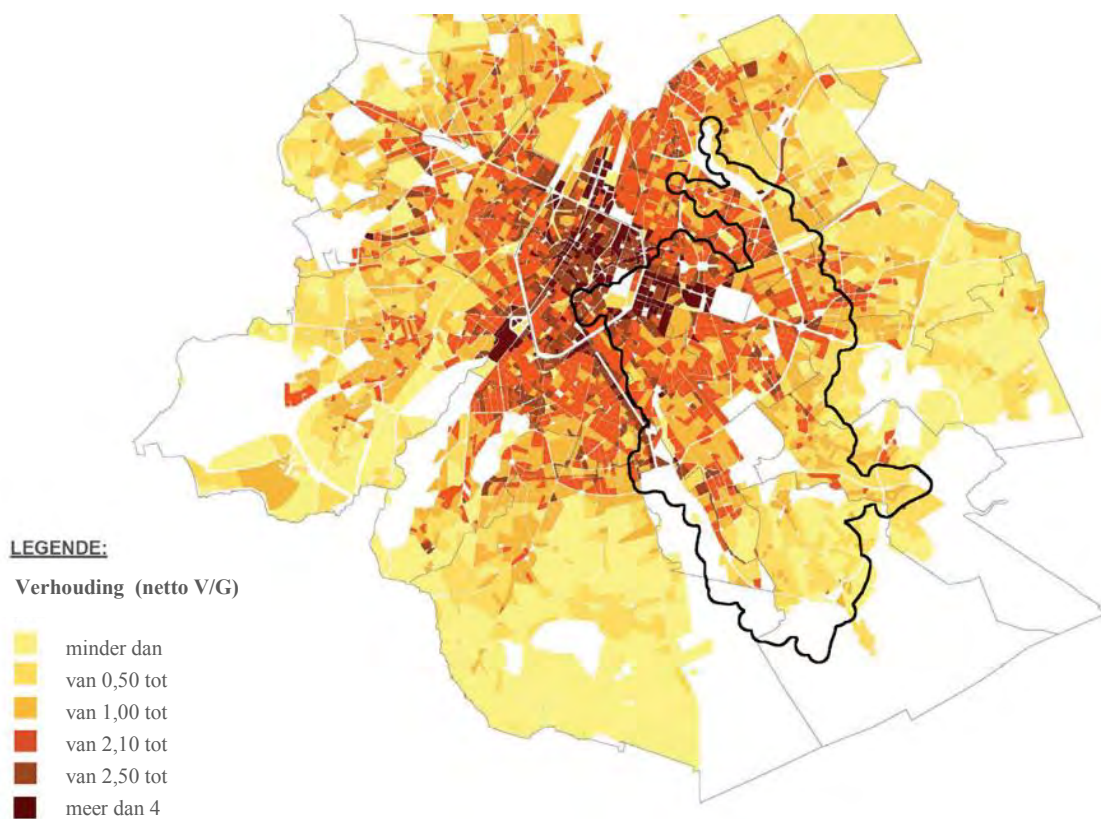 LEGENDE:
Verhouding (netto V/G)
minder dan
van 0,50 tot
van 1,00 tot
van 2,10 tot
van 2,50 tot
meer dan 4